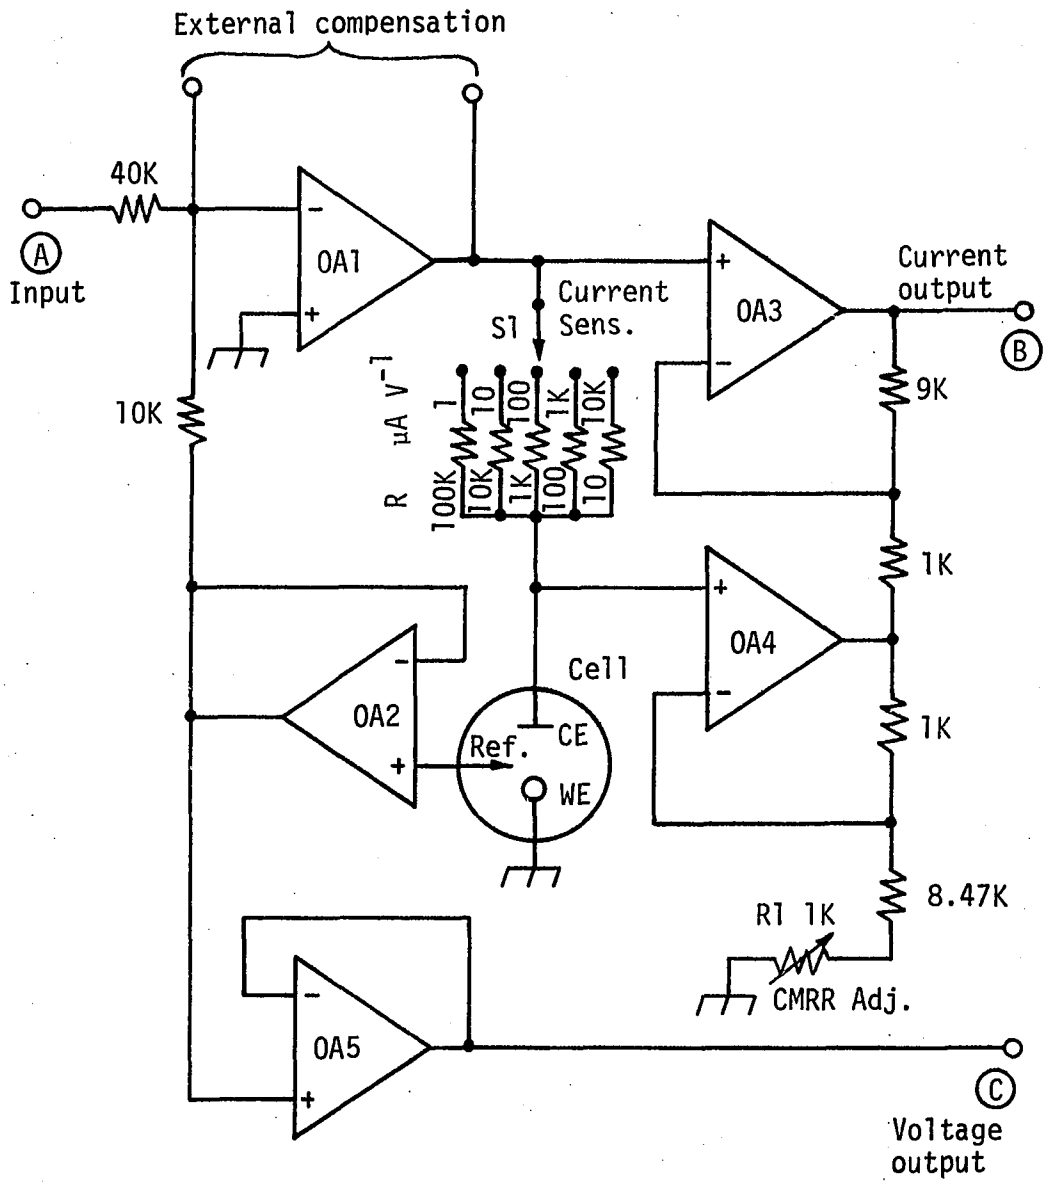 External compensation
40K
A
Input
−
OA1
+
Current
Sens.
S1
+
OA3
−
Current
output
B
9K
10K
μA V⁻¹
1
10
100
1K
10K
R
100K
10K
1K
100
10
1K
+
OA4
−
1K
Cell
−
OA2
+
Ref.
CE
WE
8.47K
R1 1K
CMRR Adj.
−
OA5
+
C
Voltage
output